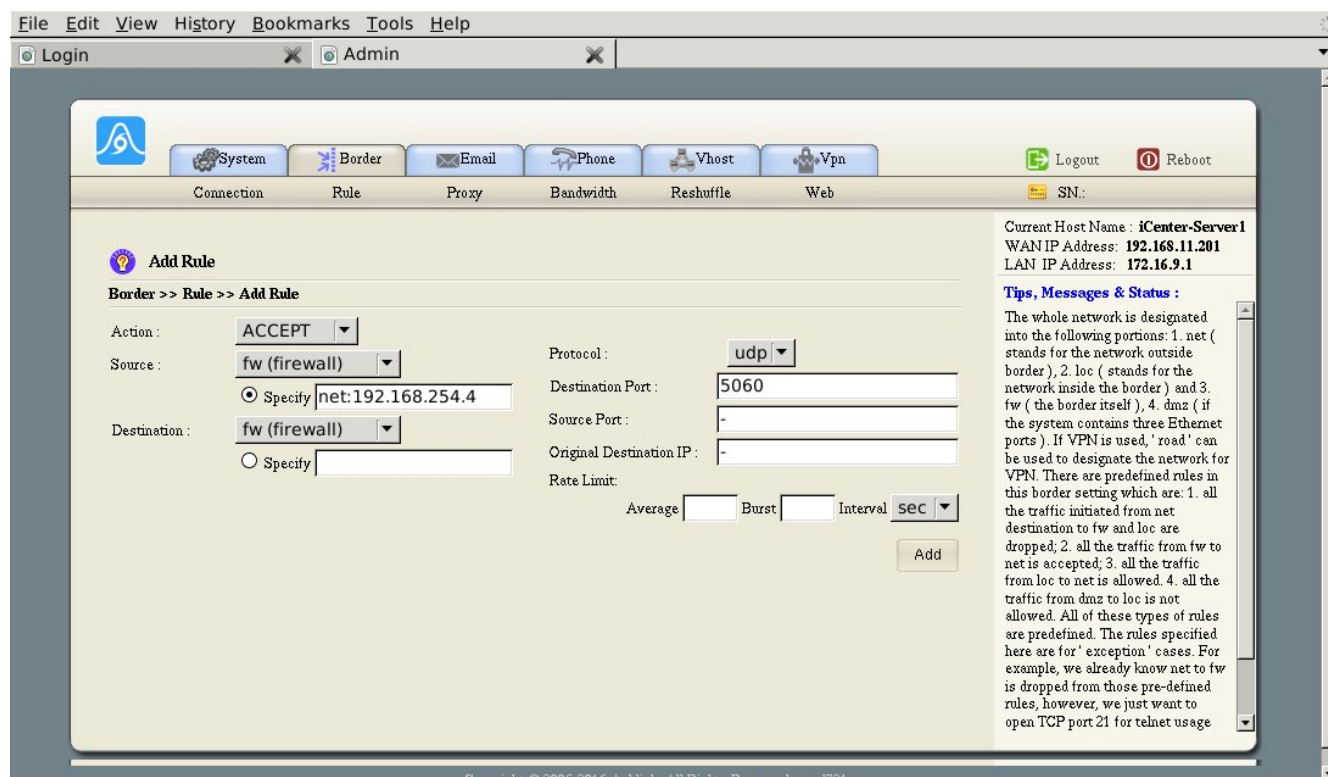 File Edit View History Bookmarks Tools Help
Login
Admin
System
Border
Email
Phone
Vhost
Vpn
Logout
Reboot
Connection
Rule
Proxy
Bandwidth
Reshuffle
Web
SN.:
Current Host Name : iCenter-Server1
WAN IP Address: 192.168.11.201
LAN IP Address: 172.16.9.1
Add Rule
Border >> Rule >> Add Rule
Action :
ACCEPT
Source :
fw (firewall)
Specify net:192.168.254.4
Destination :
fw (firewall)
Specify
Protocol :
udp
Destination Port :
5060
Source Port :
-
Original Destination IP :
-
Rate Limit:
Average
Burst
Interval sec
Add
Tips, Messages & Status :
The whole network is designated
into the following portions: 1. net (
stands for the network outside
border ), 2. loc ( stands for the
network inside the border ) and 3.
fw ( the border itself ), 4. dmz ( if
the system contains three Ethernet
ports ). If VPN is used, ' road ' can
be used to designate the network for
VPN. There are predefined rules in
this border setting which are: 1. all
the traffic initiated from net
destination to fw and loc are
dropped; 2. all the traffic from fw to
net is accepted; 3. all the traffic
from loc to net is allowed. 4. all the
traffic from dmz to loc is not
allowed. All of these types of rules
are predefined. The rules specified
here are for ' exception ' cases. For
example, we already know net to fw
is dropped from those pre-defined
rules, however, we just want to
open TCP port 21 for telnet usage